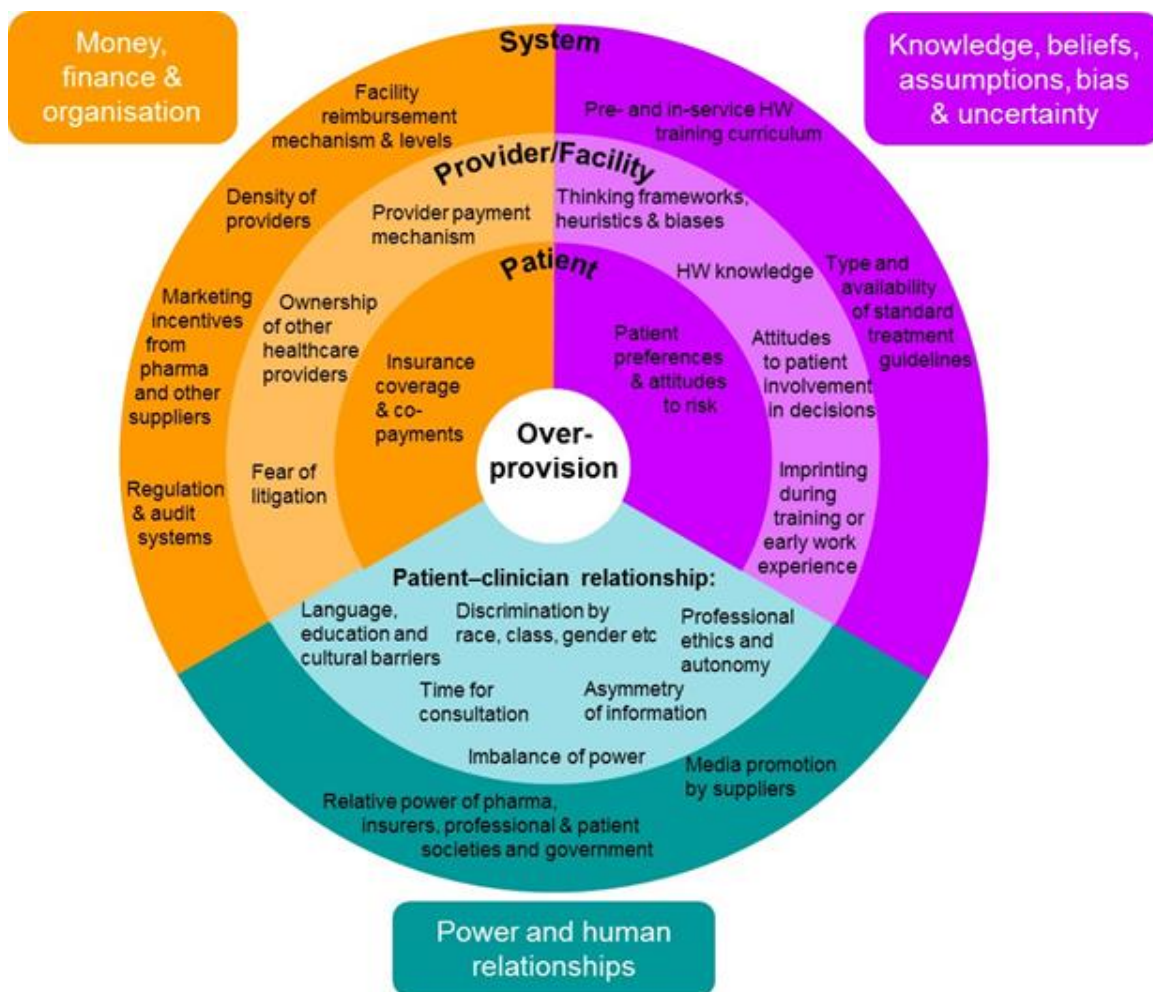 Money,
finance &
organisation
Knowledge, beliefs,
assumptions, bias
& uncertainty
System
Facility
reimbursement
mechanism & levels
Density of
providers
Marketing
incentives
from
pharma
and other
suppliers
Regulation
& audit
systems
Pre- and in-service HW
training curriculum
Type and
availability
of standard
treatment
guidelines
Provider/Facility
Provider payment
mechanism
Ownership
of other
healthcare
providers
Fear of
litigation
Thinking frameworks,
heuristics & biases
HW knowledge
Attitudes
to patient
involvement
in decisions
Imprinting
during
training or
early work
experience
Patient
Insurance
coverage
& co-
payments
Patient
preferences
& attitudes
to risk
Over-
provision
Patient–clinician relationship:
Language,
education and
cultural barriers
Discrimination by
race, class, gender etc
Professional
ethics and
autonomy
Time for
consultation
Asymmetry
of information
Imbalance of power
Media promotion
by suppliers
Relative power of pharma,
insurers, professional & patient
societies and government
Power and human
relationships